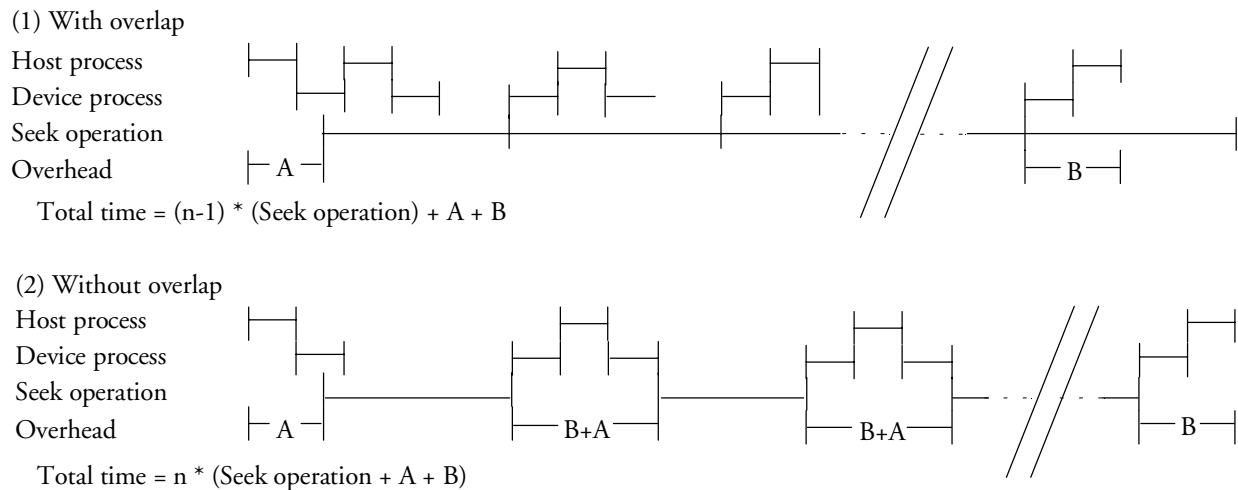 (1) With overlap
Host process
Device process
Seek operation
Overhead
A
B
Total time = (n-1) * (Seek operation) + A + B
(2) Without overlap
Host process
Device process
Seek operation
Overhead
A
B+A
B+A
B
Total time = n * (Seek operation + A + B)